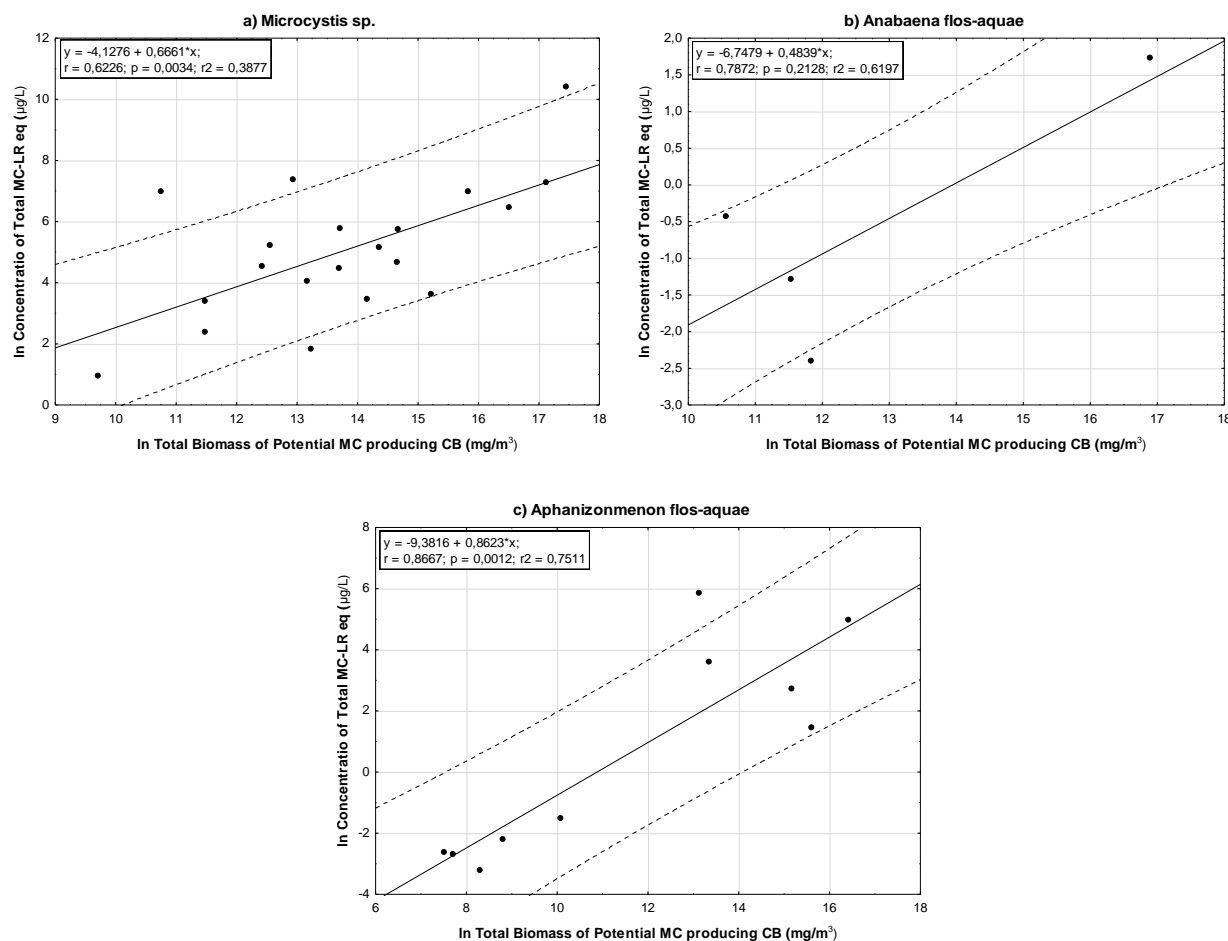 a) Microcystis sp.
y = -4,1276 + 0,6661*x;
r = 0,6226; p = 0,0034; r2 = 0,3877
12
10
8
6
4
2
0
9 10 11 12 13 14 15 16 17 18
ln Total Biomass of Potential MC producing CB (mg/m³)
ln Concentratio of Total MC-LR eq (µg/L)
b) Anabaena flos-aquae
y = -6,7479 + 0,4839*x;
r = 0,7872; p = 0,2128; r2 = 0,6197
2,0
1,5
1,0
0,5
0,0
-0,5
-1,0
-1,5
-2,0
-2,5
-3,0
10 11 12 13 14 15 16 17 18
ln Total Biomass of Potential MC producing CB (mg/m³)
ln Concentratio of Total MC-LR eq (µg/L)
c) Aphanizonmenon flos-aquae
y = -9,3816 + 0,8623*x;
r = 0,8667; p = 0,0012; r2 = 0,7511
8
6
4
2
0
-2
-4
6 8 10 12 14 16 18
ln Total Biomass of Potential MC producing CB (mg/m³)
ln Concentratio of Total MC-LR eq (µg/L)